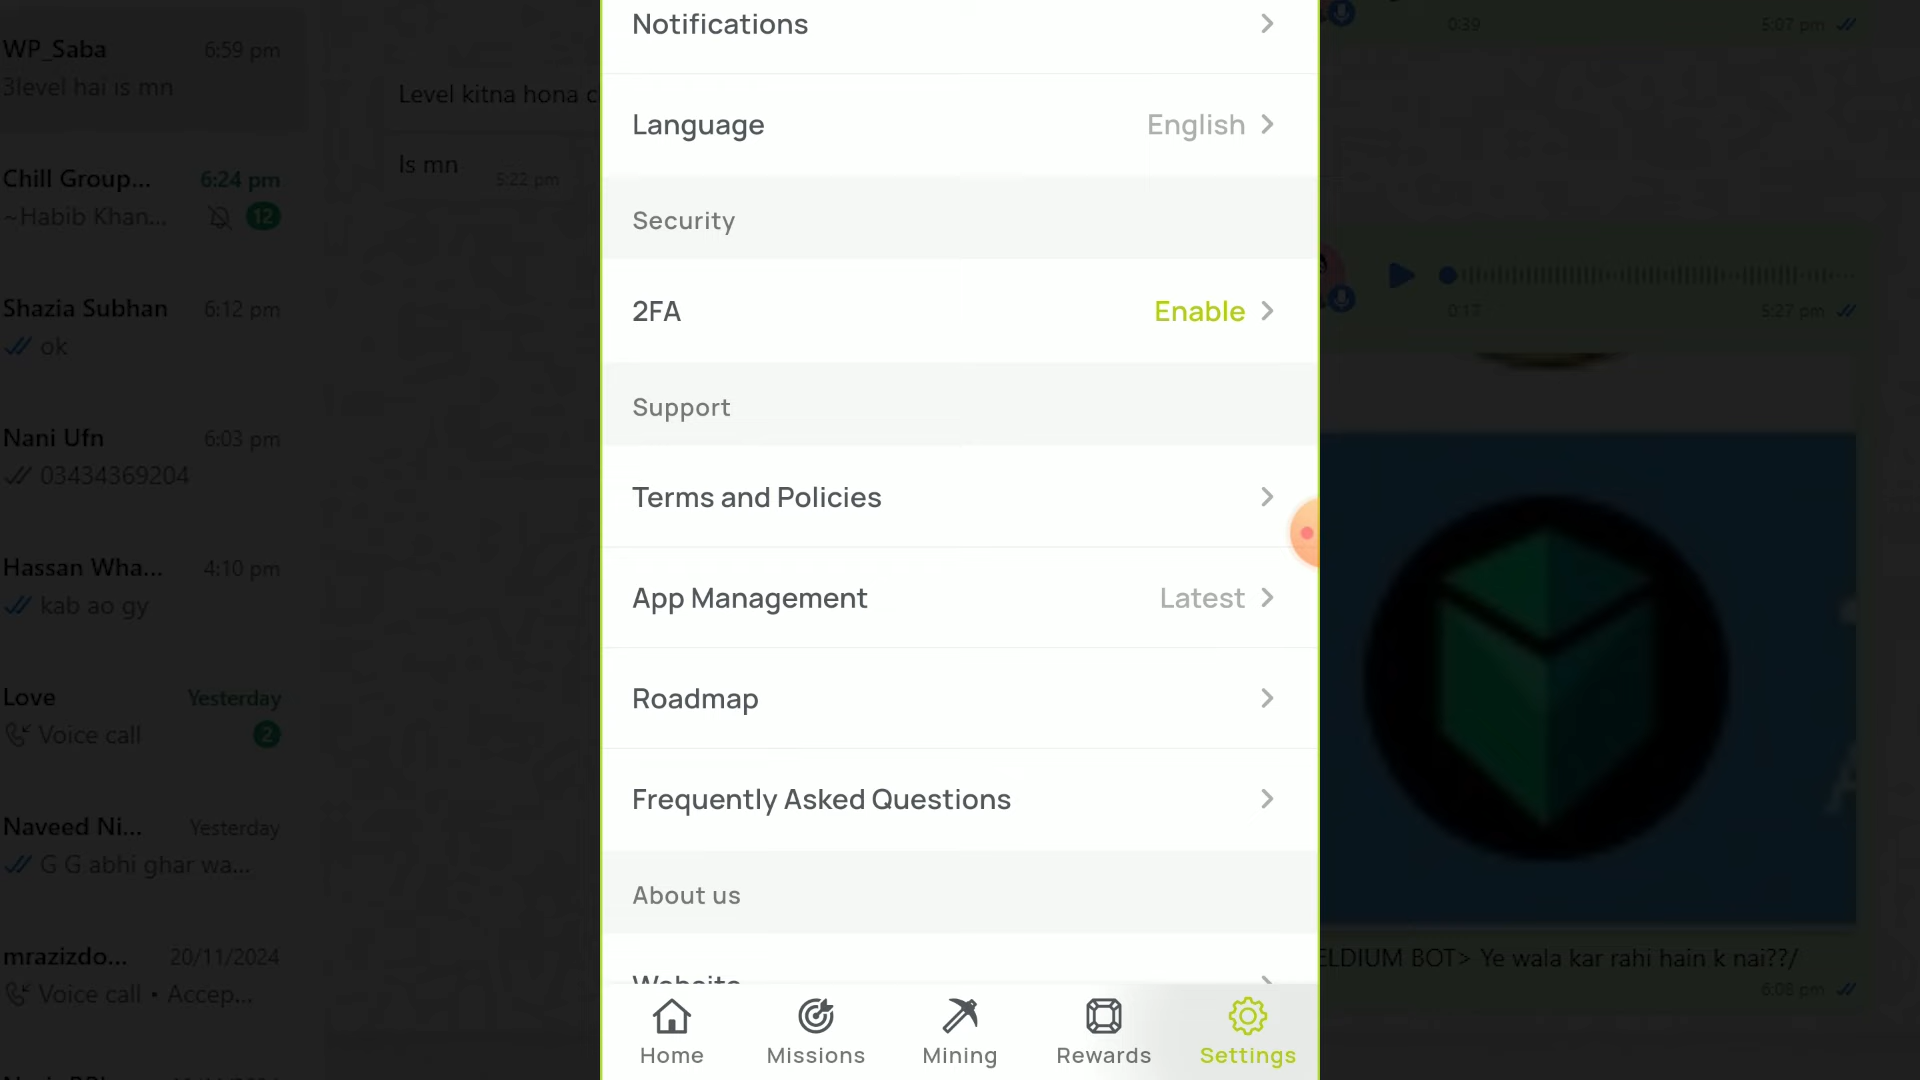 WP_Saba 6:59 pm
3level hai is mn
Chill Group... 6:24 pm
~Habib Khan... 12
Shazia Subhan 6:12 pm
ok
Nani Ufn 6:03 pm
03434369204
Hassan Wha... 4:10 pm
kab ao gy
Love Yesterday
Voice call 2
Naveed Ni... Yesterday
G G abhi ghar wa...
mrazizdo... 20/11/2024
Voice call • Accep...
Level kitna hona c
Is mn 5:22 pm
Notifications
Language English
Security
2FA Enable
Support
Terms and Policies
App Management Latest
Roadmap
Frequently Asked Questions
About us
Website
Home Missions Mining Rewards Settings
0:39 5:07 pm
0:17 5:27 pm
ELDIUM BOT> Ye wala kar rahi hain k nai??/
6:08 pm